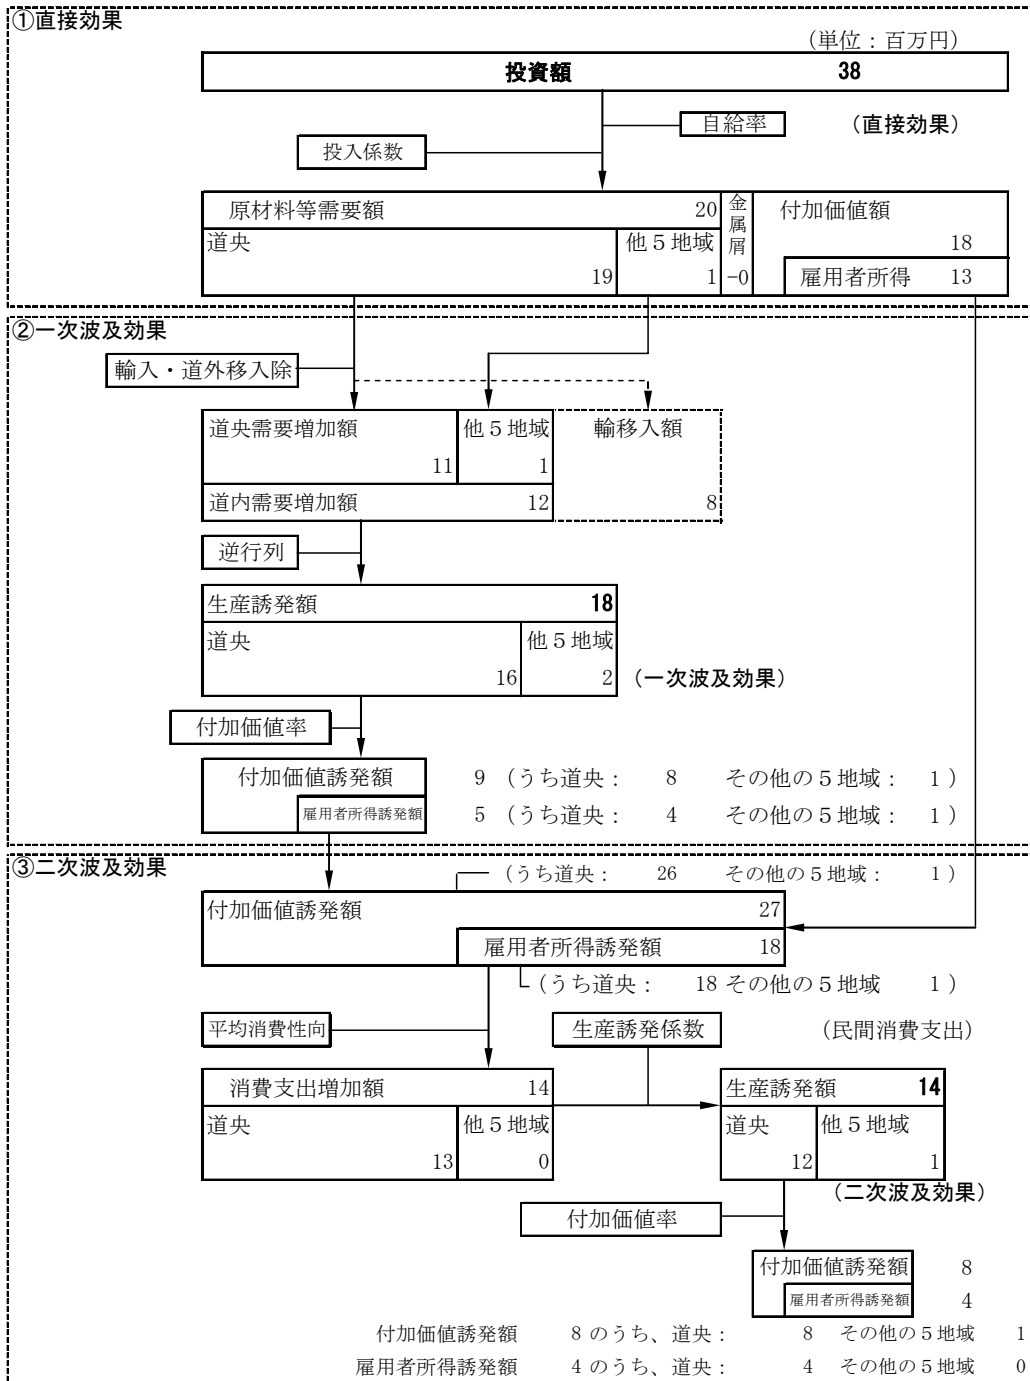 ①直接効果
(単位：百万円)
投資額 38
自給率 (直接効果)
投入係数
原材料等需要額 20 金属屑 付加価値額
道央 他５地域 18
19 1 -0 雇用者所得 13
②一次波及効果
輸入・道外移入除
道央需要増加額 他５地域 輸移入額
11 1
道内需要増加額 12 8
逆行列
生産誘発額 18
道央 他５地域
16 2 (一次波及効果)
付加価値率
付加価値誘発額 9 (うち道央： 8 その他の５地域： 1 )
雇用者所得誘発額 5 (うち道央： 4 その他の５地域： 1 )
③二次波及効果
(うち道央： 26 その他の５地域： 1 )
付加価値誘発額 27
雇用者所得誘発額 18
(うち道央： 18 その他の５地域 1 )
平均消費性向 生産誘発係数 (民間消費支出)
消費支出増加額 14 生産誘発額 14
道央 他５地域 道央 他５地域
13 0 12 1
(二次波及効果)
付加価値率
付加価値誘発額 8
雇用者所得誘発額 4
付加価値誘発額 8 のうち、道央： 8 その他の５地域 1
雇用者所得誘発額 4 のうち、道央： 4 その他の５地域 0